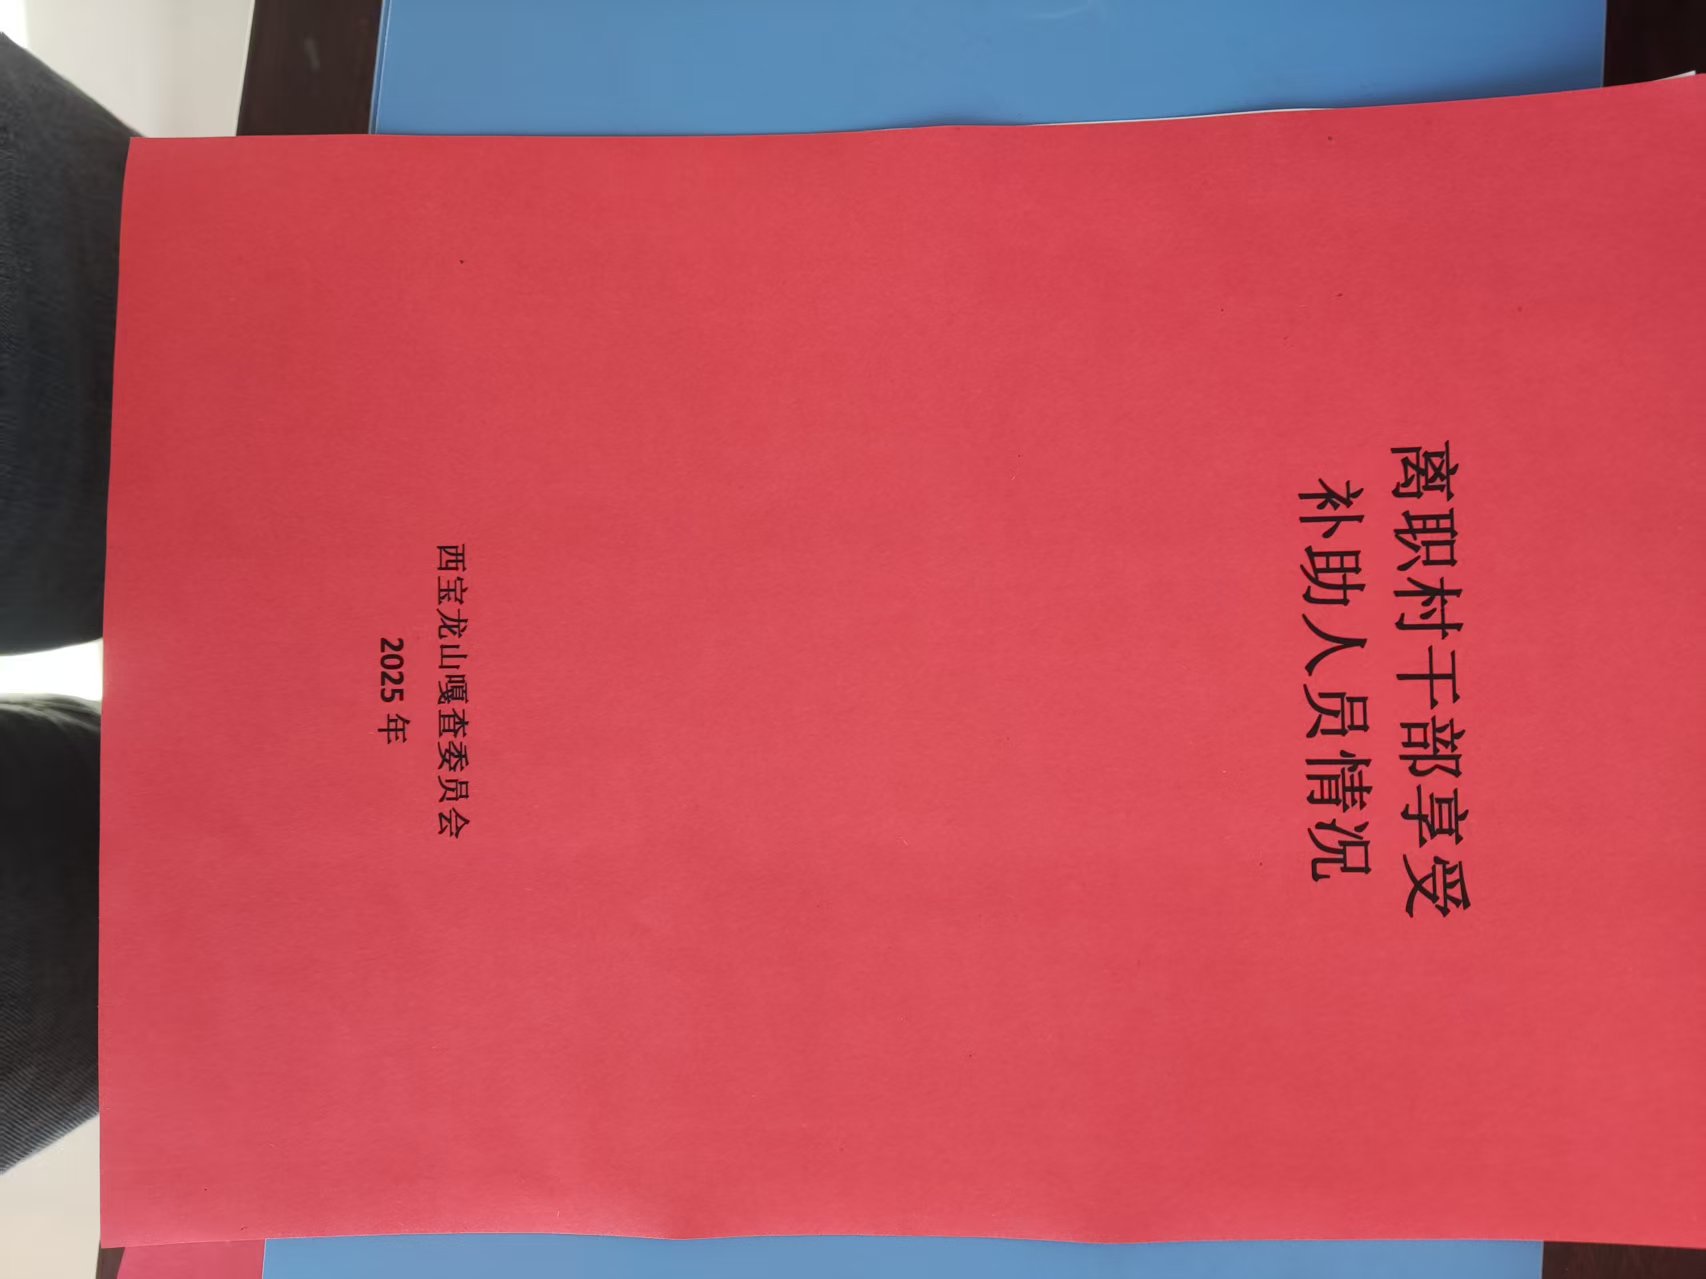 离职村干部享受
补助人员情况
西宝龙山嘎查委员会
2025 年